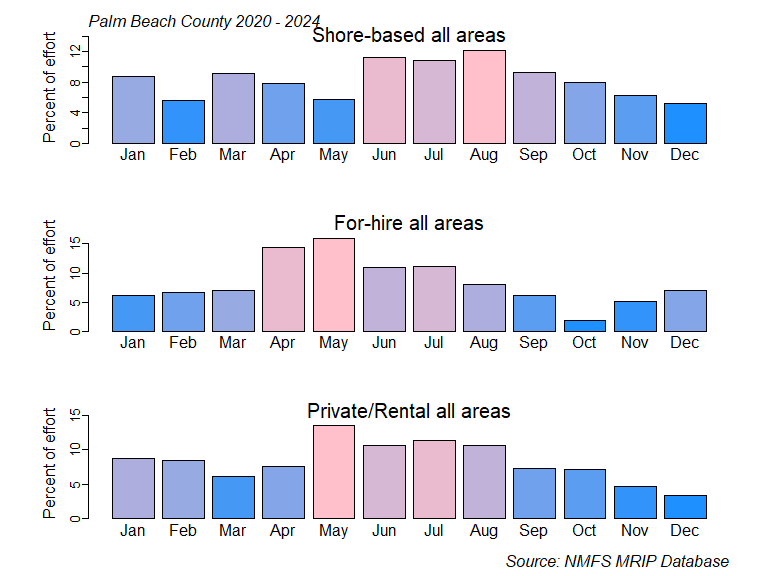 Palm Beach County 2020 - 2024
Shore-based all areas
Percent of effort
0 4 8 12
Jan Feb Mar Apr May Jun Jul Aug Sep Oct Nov Dec
For-hire all areas
Percent of effort
0 5 10 15
Jan Feb Mar Apr May Jun Jul Aug Sep Oct Nov Dec
Private/Rental all areas
Percent of effort
0 5 10 15
Jan Feb Mar Apr May Jun Jul Aug Sep Oct Nov Dec
Source: NMFS MRIP Database